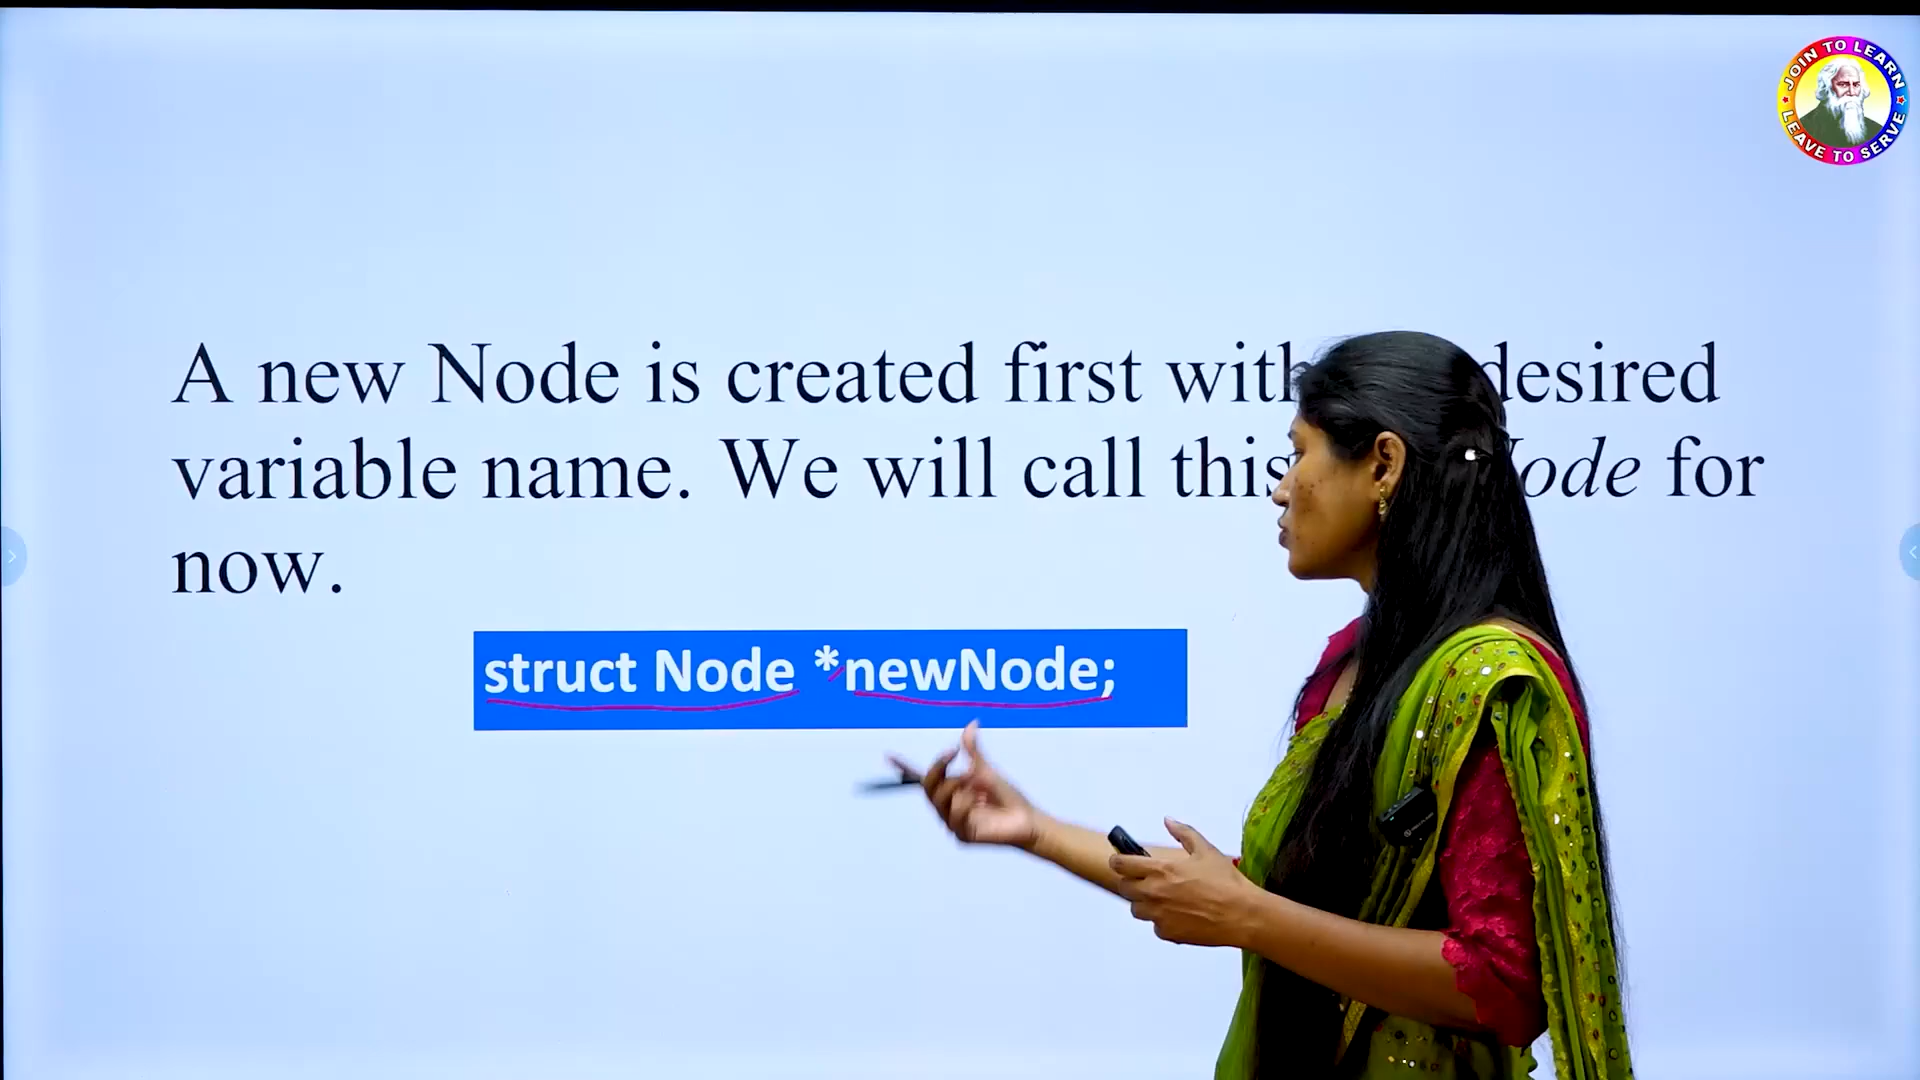 JOIN TO LEARN
LEAVE TO SERVE
A new Node is created first with desired
variable name. We will call this for
now.
struct Node *newNode;